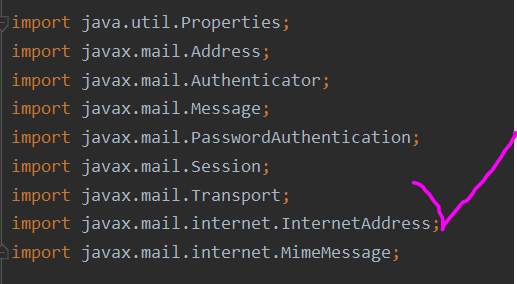 import java.util.Properties;
import javax.mail.Address;
import javax.mail.Authenticator;
import javax.mail.Message;
import javax.mail.PasswordAuthentication;
import javax.mail.Session;
import javax.mail.Transport;
import javax.mail.internet.InternetAddress;
import javax.mail.internet.MimeMessage;